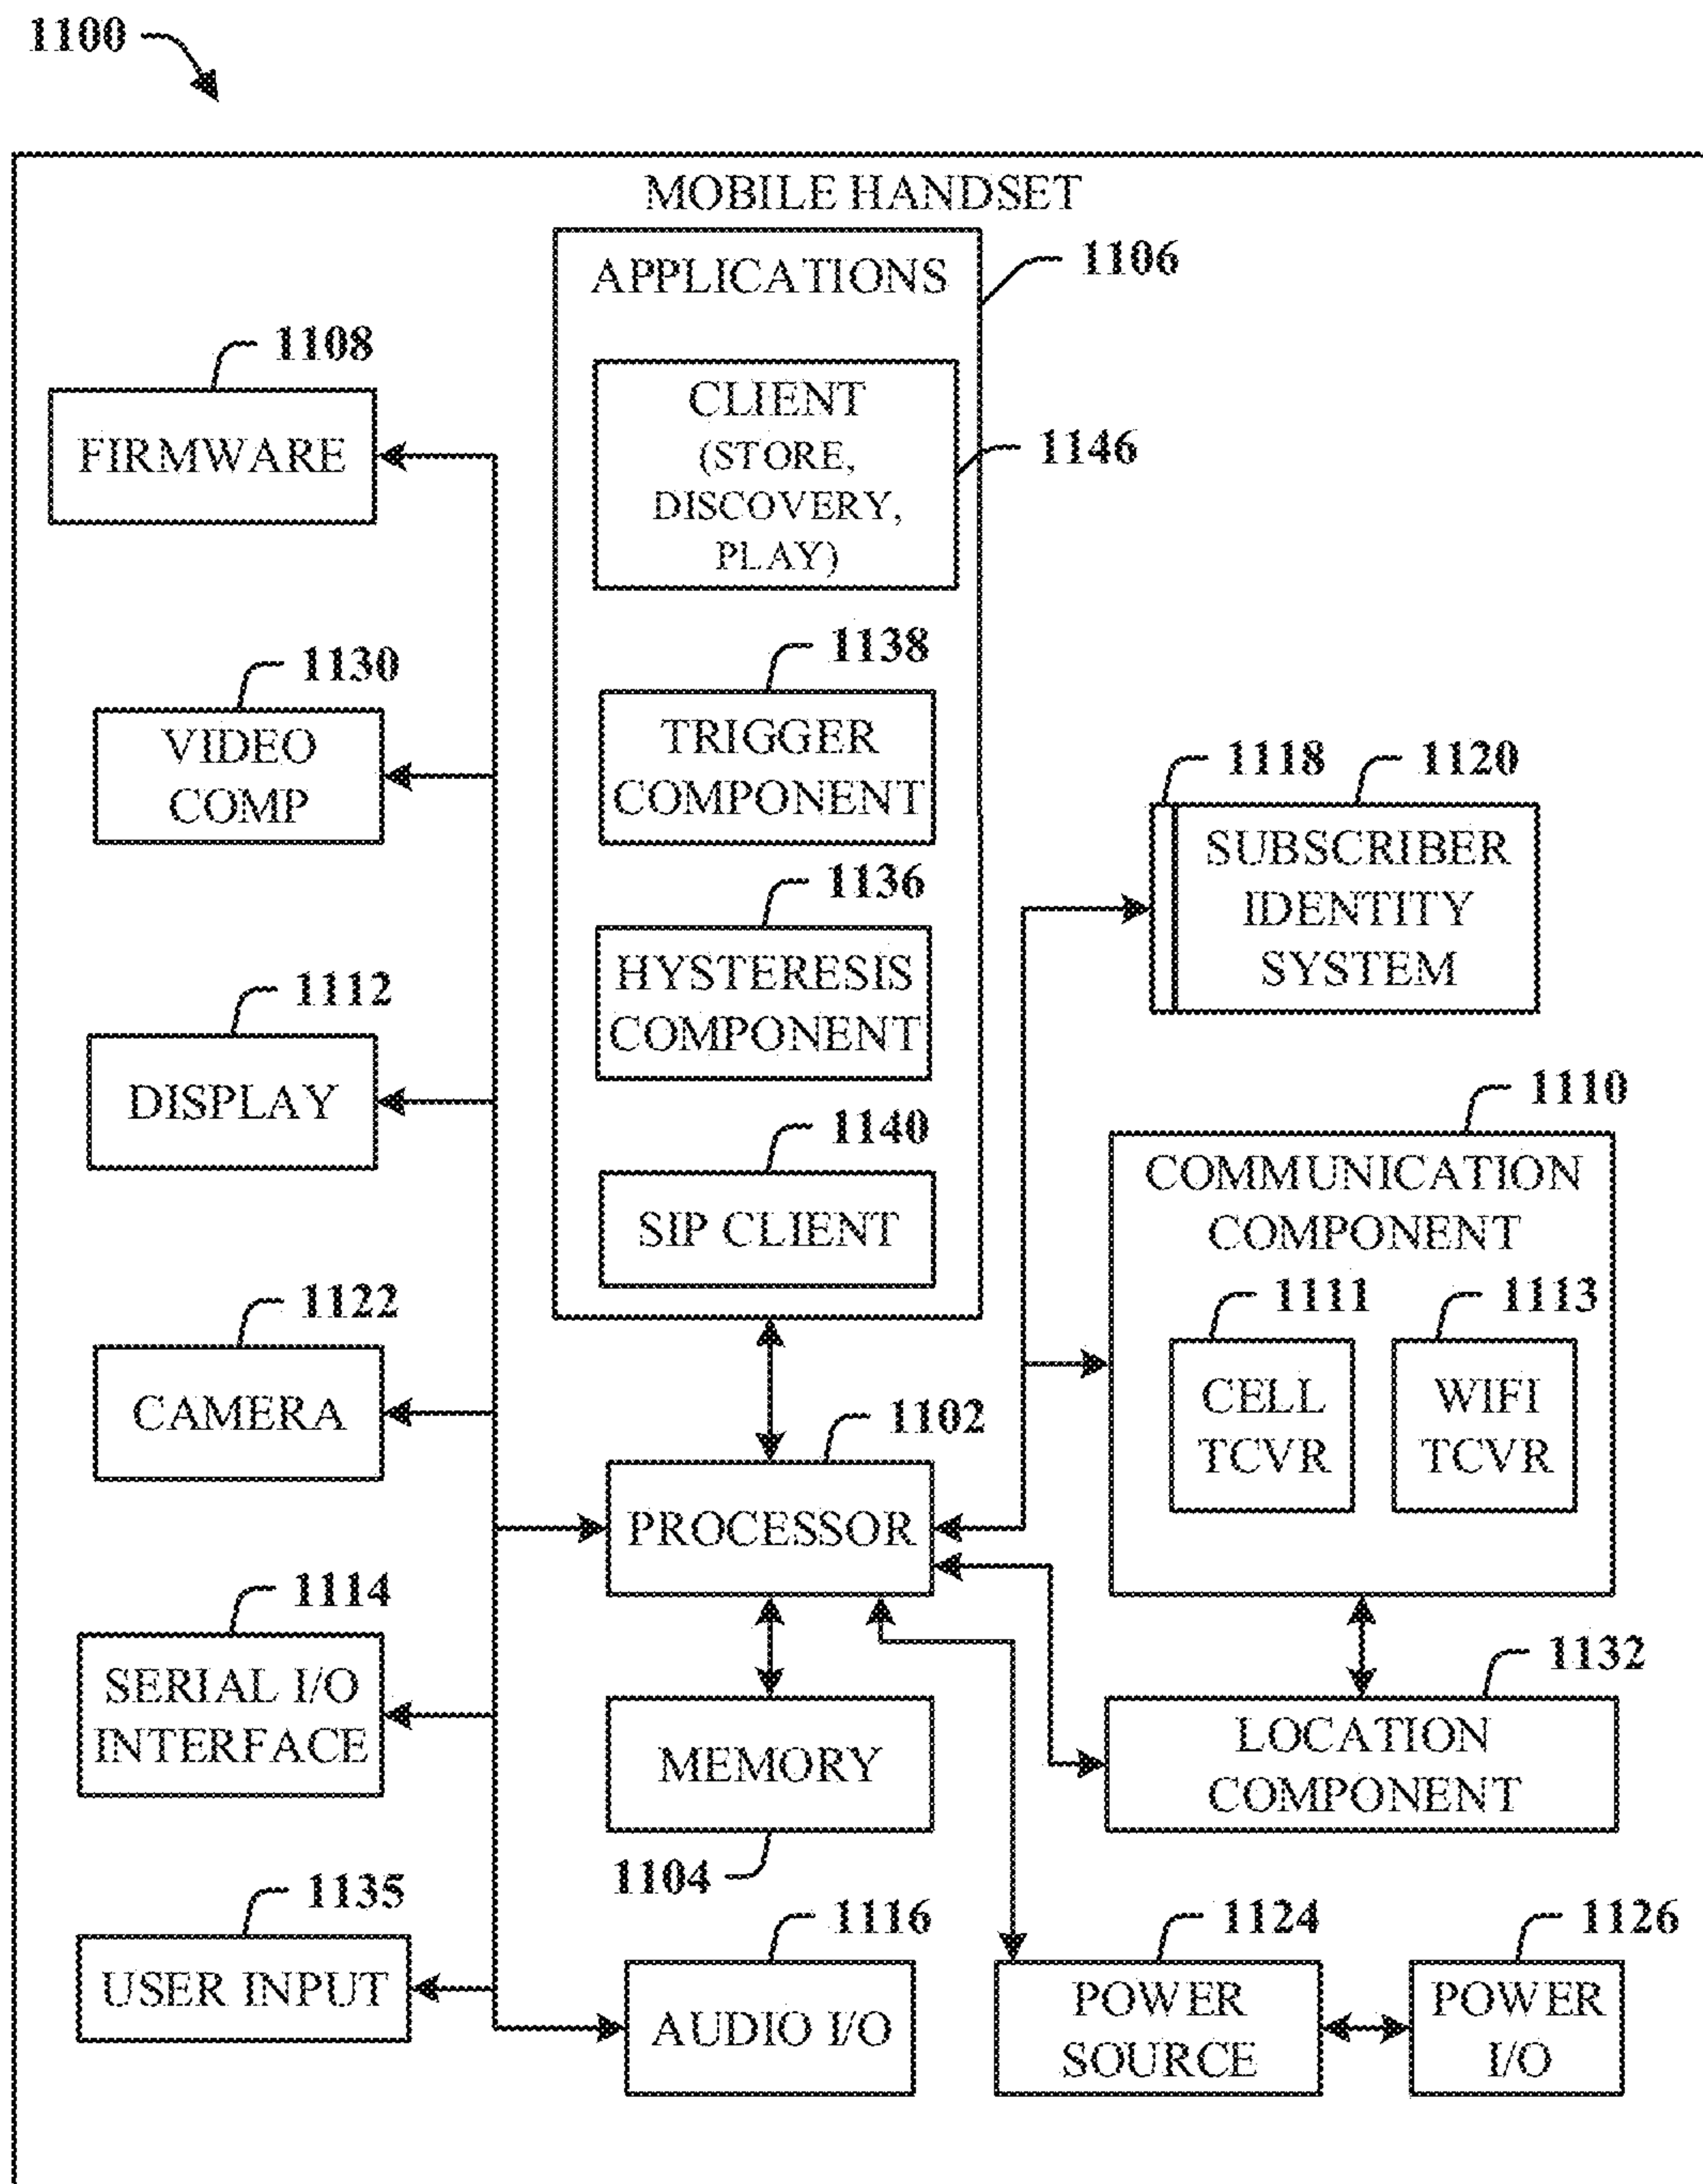 1100
MOBILE HANDSET
APPLICATIONS
1106
CLIENT
(STORE,
DISCOVERY,
PLAY)
1146
1108
FIRMWARE
1130
VIDEO
COMP
1138
TRIGGER
COMPONENT
1136
HYSTERESIS
COMPONENT
1118
1120
SUBSCRIBER
IDENTITY
SYSTEM
1112
DISPLAY
1140
SIP CLIENT
1110
COMMUNICATION
COMPONENT
1111
CELL
TCVR
1113
WIFI
TCVR
1122
CAMERA
1102
PROCESSOR
1114
SERIAL I/O
INTERFACE
MEMORY
1104
1132
LOCATION
COMPONENT
1135
USER INPUT
1116
AUDIO I/O
1124
POWER
SOURCE
1126
POWER
I/O